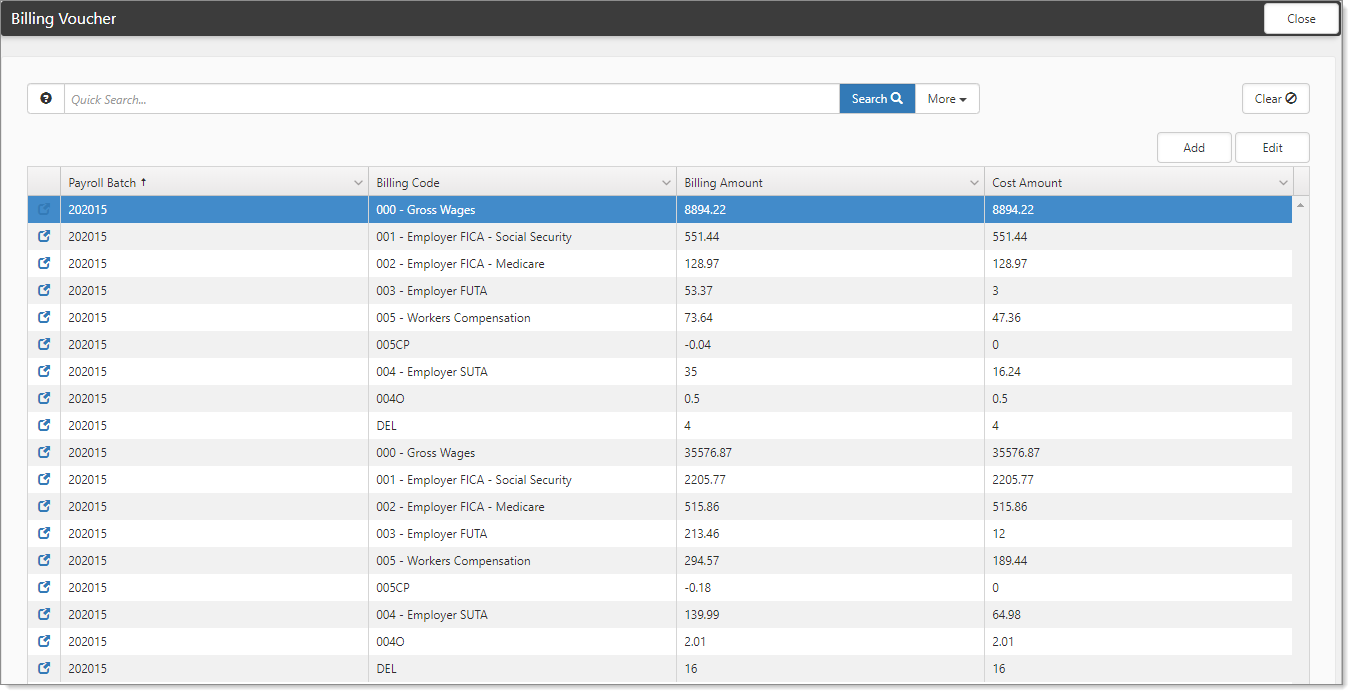 Billing Voucher Close
Quick Search... Search More Clear
Add Edit
Payroll Batch Billing Code Billing Amount Cost Amount
202015 000 - Gross Wages 8894.22 8894.22
202015 001 - Employer FICA - Social Security 551.44 551.44
202015 002 - Employer FICA - Medicare 128.97 128.97
202015 003 - Employer FUTA 53.37 3
202015 005 - Workers Compensation 73.64 47.36
202015 005CP -0.04 0
202015 004 - Employer SUTA 35 16.24
202015 004O 0.5 0.5
202015 DEL 4 4
202015 000 - Gross Wages 35576.87 35576.87
202015 001 - Employer FICA - Social Security 2205.77 2205.77
202015 002 - Employer FICA - Medicare 515.86 515.86
202015 003 - Employer FUTA 213.46 12
202015 005 - Workers Compensation 294.57 189.44
202015 005CP -0.18 0
202015 004 - Employer SUTA 139.99 64.98
202015 004O 2.01 2.01
202015 DEL 16 16